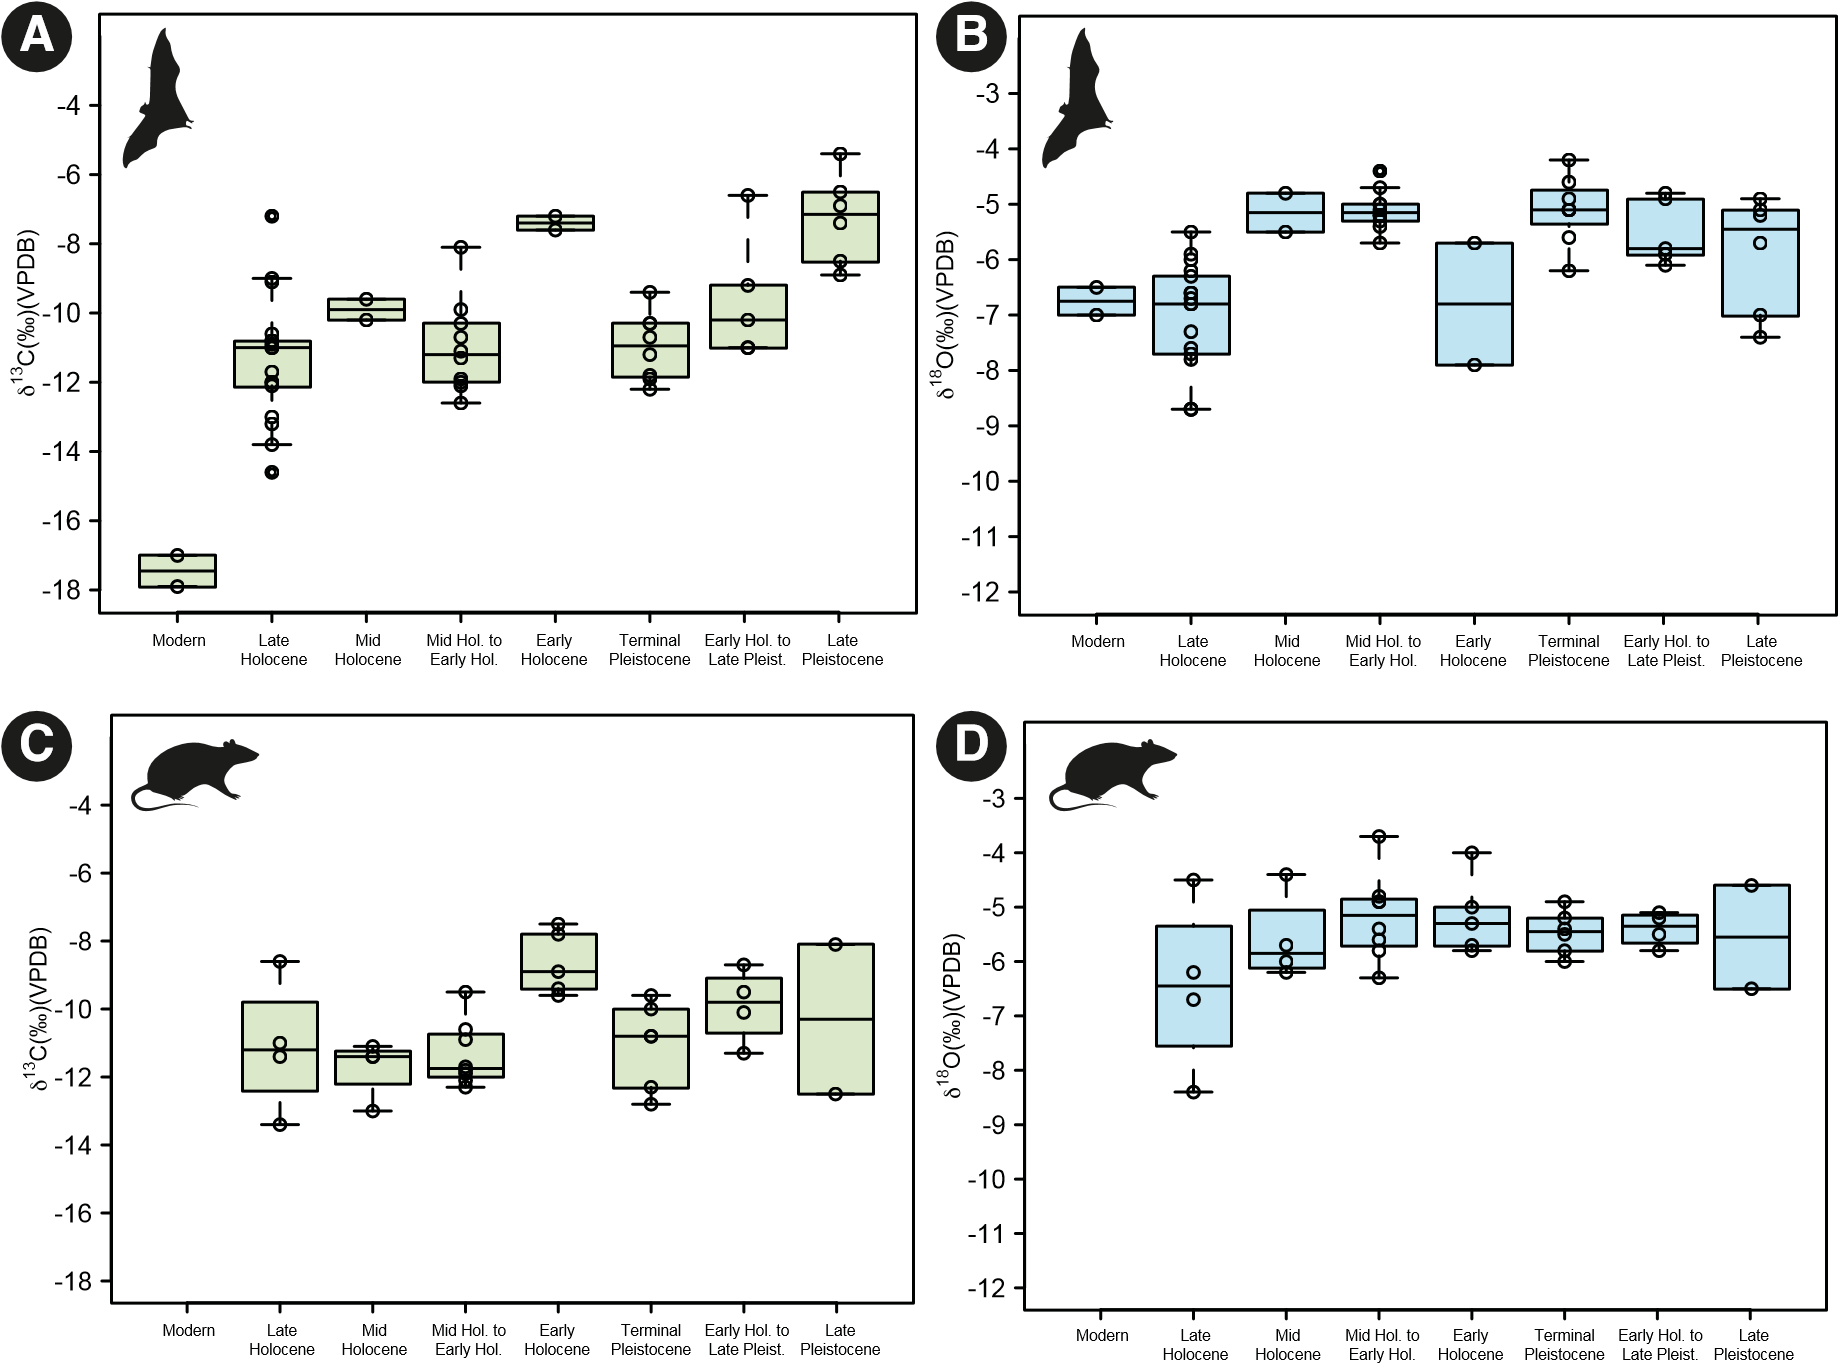 A
δ13C(‰)(VPDB)
-4
-6
-8
-10
-12
-14
-16
-18
Modern
Late
Holocene
Mid
Holocene
Mid Hol. to
Early Hol.
Early
Holocene
Terminal
Pleistocene
Early Hol. to
Late Pleist.
Late
Pleistocene
B
δ18O(‰)(VPDB)
-3
-4
-5
-6
-7
-8
-9
-10
-11
-12
Modern
Late
Holocene
Mid
Holocene
Mid Hol. to
Early Hol.
Early
Holocene
Terminal
Pleistocene
Early Hol. to
Late Pleist.
Late
Pleistocene
C
δ13C(‰)(VPDB)
-4
-6
-8
-10
-12
-14
-16
-18
Modern
Late
Holocene
Mid
Holocene
Mid Hol. to
Early Hol.
Early
Holocene
Terminal
Pleistocene
Early Hol. to
Late Pleist.
Late
Pleistocene
D
δ18O(‰)(VPDB)
-3
-4
-5
-6
-7
-8
-9
-10
-11
-12
Modern
Late
Holocene
Mid
Holocene
Mid Hol. to
Early Hol.
Early
Holocene
Terminal
Pleistocene
Early Hol. to
Late Pleist.
Late
Pleistocene